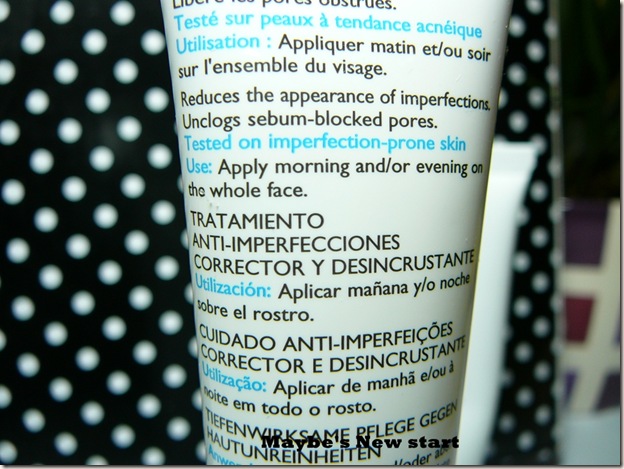 Libère les pores obstrués.
Testé sur peaux à tendance acnéique
Utilisation : Appliquer matin et/ou soir
sur l'ensemble du visage.
Reduces the appearance of imperfections.
Unclogs sebum-blocked pores.
Tested on imperfection-prone skin
Use: Apply morning and/or evening on
the whole face.
TRATAMIENTO
ANTI-IMPERFECCIONES
CORRECTOR Y DESINCRUSTANTE
Utilización: Aplicar mañana y/o noche
sobre el rostro.
CUIDADO ANTI-IMPERFEIÇÕES
CORRECTOR E DESINCRUSTANTE
Utilização: Aplicar de manhã e/ou à
noite em todo o rosto.
TIEFENWIRKSAME PFLEGE GEGEN
HAUTUNREINHEITEN
Maybe's New start